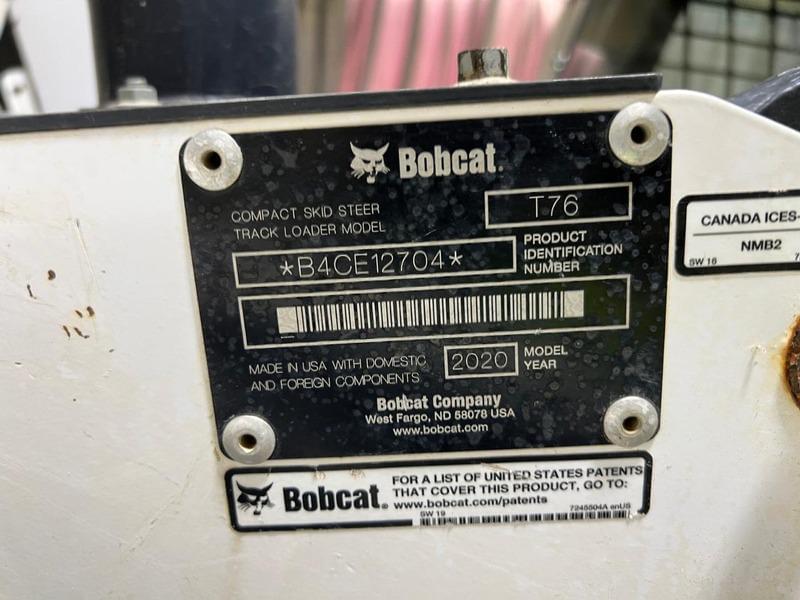 Bobcat.
COMPACT SKID STEER
TRACK LOADER MODEL
T76
*B4CE12704*
PRODUCT
IDENTIFICATION
NUMBER
MADE IN USA WITH DOMESTIC
AND FOREIGN COMPONENTS
2020
MODEL
YEAR
Bobcat Company
West Fargo, ND 58078 USA
www.bobcat.com
CANADA ICES-
NMB2
SW 16
7
Bobcat®
FOR A LIST OF UNITED STATES PATENTS
THAT COVER THIS PRODUCT, GO TO:
www.bobcat.com/patents
SW 19
7245504A enUS